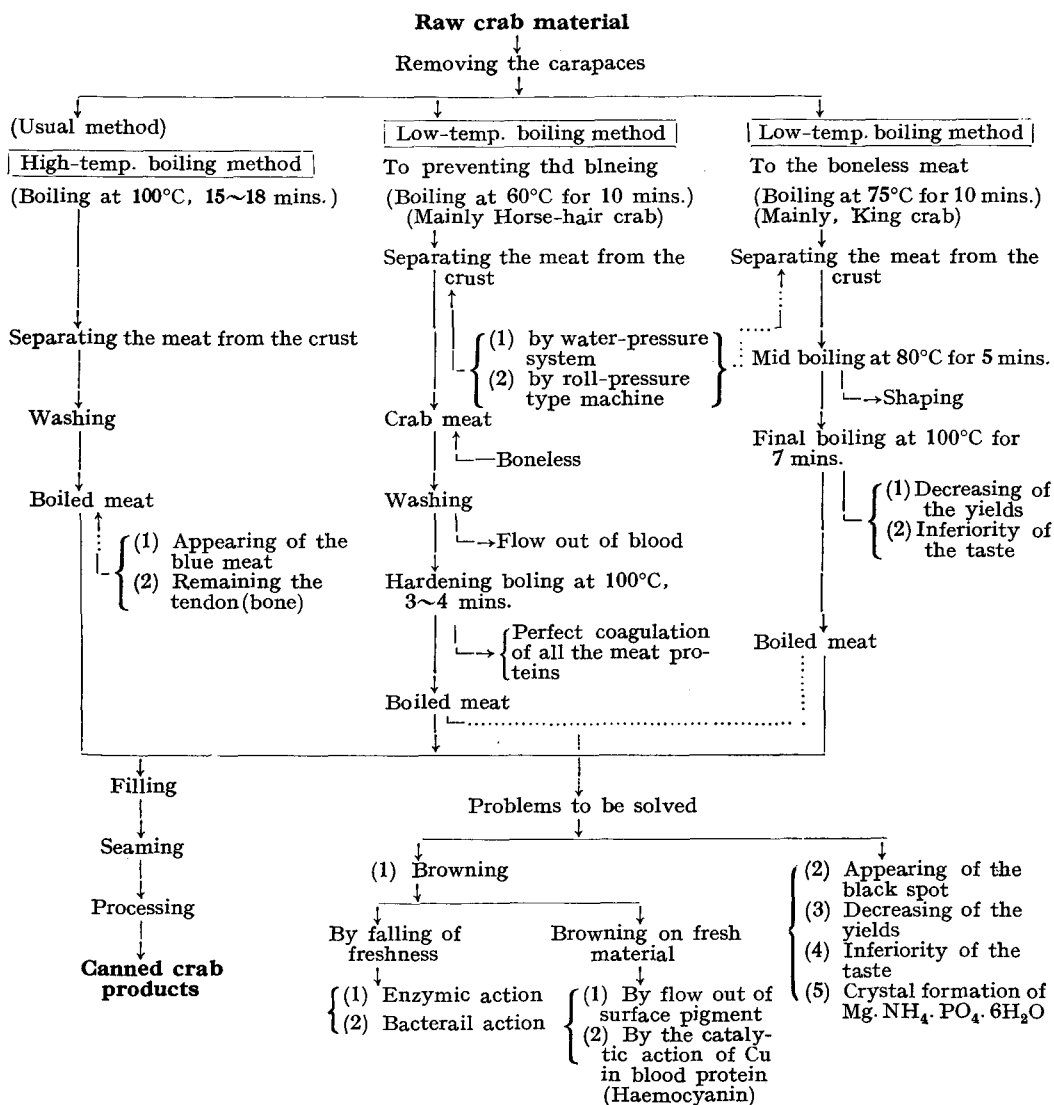 Raw crab material
Removing the carapaces
(Usual method)
High-temp. boiling method
(Boiling at 100°C, 15~18 mins.)
Separating the meat from the crust
Washing
Boiled meat
(1) Appearing of the
blue meat
(2) Remaining the
tendon (bone)
Low-temp. boiling method
To preventing thd blneing
(Boiling at 60°C for 10 mins.)
(Mainly Horse-hair crab)
Separating the meat from the
crust
(1) by water-pressure
system
(2) by roll-pressure
type machine
Crab meat
Boneless
Washing
Flow out of blood
Hardening boling at 100°C,
3~4 mins.
Perfect coagulation
of all the meat pro-
teins
Boiled meat
Low-temp. boiling method
To the boneless meat
(Boiling at 75°C for 10 mins.)
(Mainly, King crab)
Separating the meat from the
crust
Mid boiling at 80°C for 5 mins.
Shaping
Final boiling at 100°C for
7 mins.
(1) Decreasing of
the yields
(2) Inferiority of
the taste
Boiled meat
Filling
Seaming
Processing
Canned crab
products
Problems to be solved
(1) Browning
By falling of
freshness
(1) Enzymic action
(2) Bacterail action
Browning on fresh
material
(1) By flow out of
surface pigment
(2) By the cataly-
tic action of Cu
in blood protein
(Haemocyanin)
(2) Appearing of the
black spot
(3) Decreasing of the
yields
(4) Inferiority of the
taste
(5) Crystal formation of
Mg. NH₄. PO₄. 6H₂O